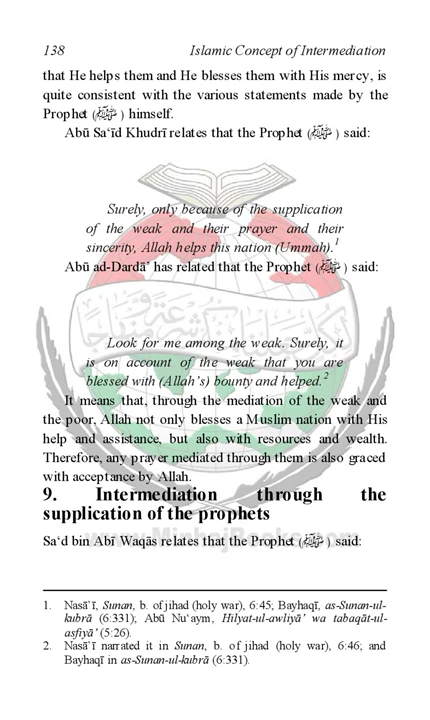 138 Islamic Concept of Intermediation
that He helps them and He blesses them with His mercy, is
quite consistent with the various statements made by the
Prophet (ﷺ) himself.
Abū Sa‘īd Khudrī relates that the Prophet (ﷺ) said:
Surely, only because of the supplication
of the weak and their prayer and their
sincerity, Allah helps this nation (Ummah).1
Abū ad-Dardā’ has related that the Prophet (ﷺ) said:
Look for me among the weak. Surely, it
is on account of the weak that you are
blessed with (Allah’s) bounty and helped.2
It means that, through the mediation of the weak and
the poor, Allah not only blesses a Muslim nation with His
help and assistance, but also with resources and wealth.
Therefore, any prayer mediated through them is also graced
with acceptance by Allah.
9. Intermediation through the
supplication of the prophets
Sa‘d bin Abī Waqās relates that the Prophet (ﷺ) said:
www.MinhajBooks.com
1. Nasā’ī, Sunan, b. of jihad (holy war), 6:45; Bayhaqī, as-Sunan-ul-
kubrā (6:331); Abū Nu‘aym, Hilyat-ul-awliyā’ wa tabaqāt-ul-
asfiyā’ (5:26).
2. Nasā’ī narrated it in Sunan, b. of jihad (holy war), 6:46; and
Bayhaqī in as-Sunan-ul-kubrā (6:331).